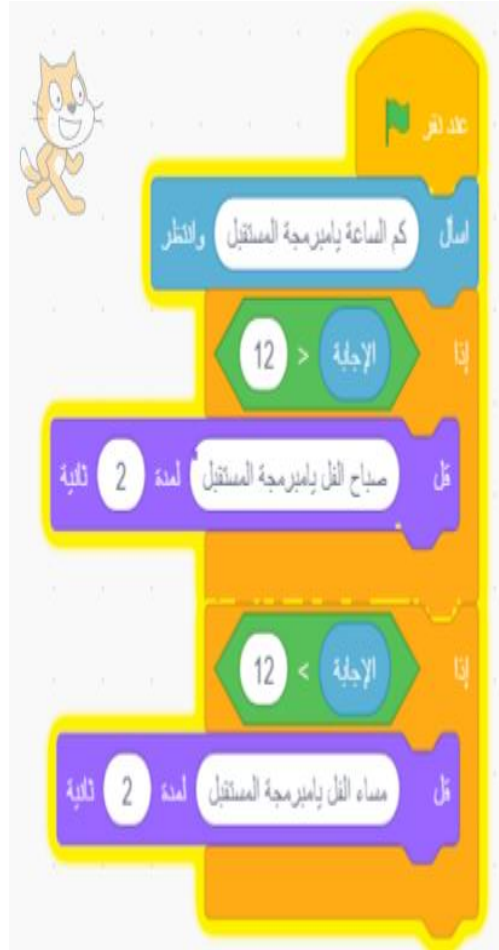 عند نقر
اسأل كم الساعة يامبرمجة المستقبل وانتظر
إذا الإجابة < 12
قل صباح الفل يامبرمجة المستقبل لمدة 2 ثانية
إذا الإجابة > 12
قل مساء الفل يامبرمجة المستقبل لمدة 2 ثانية